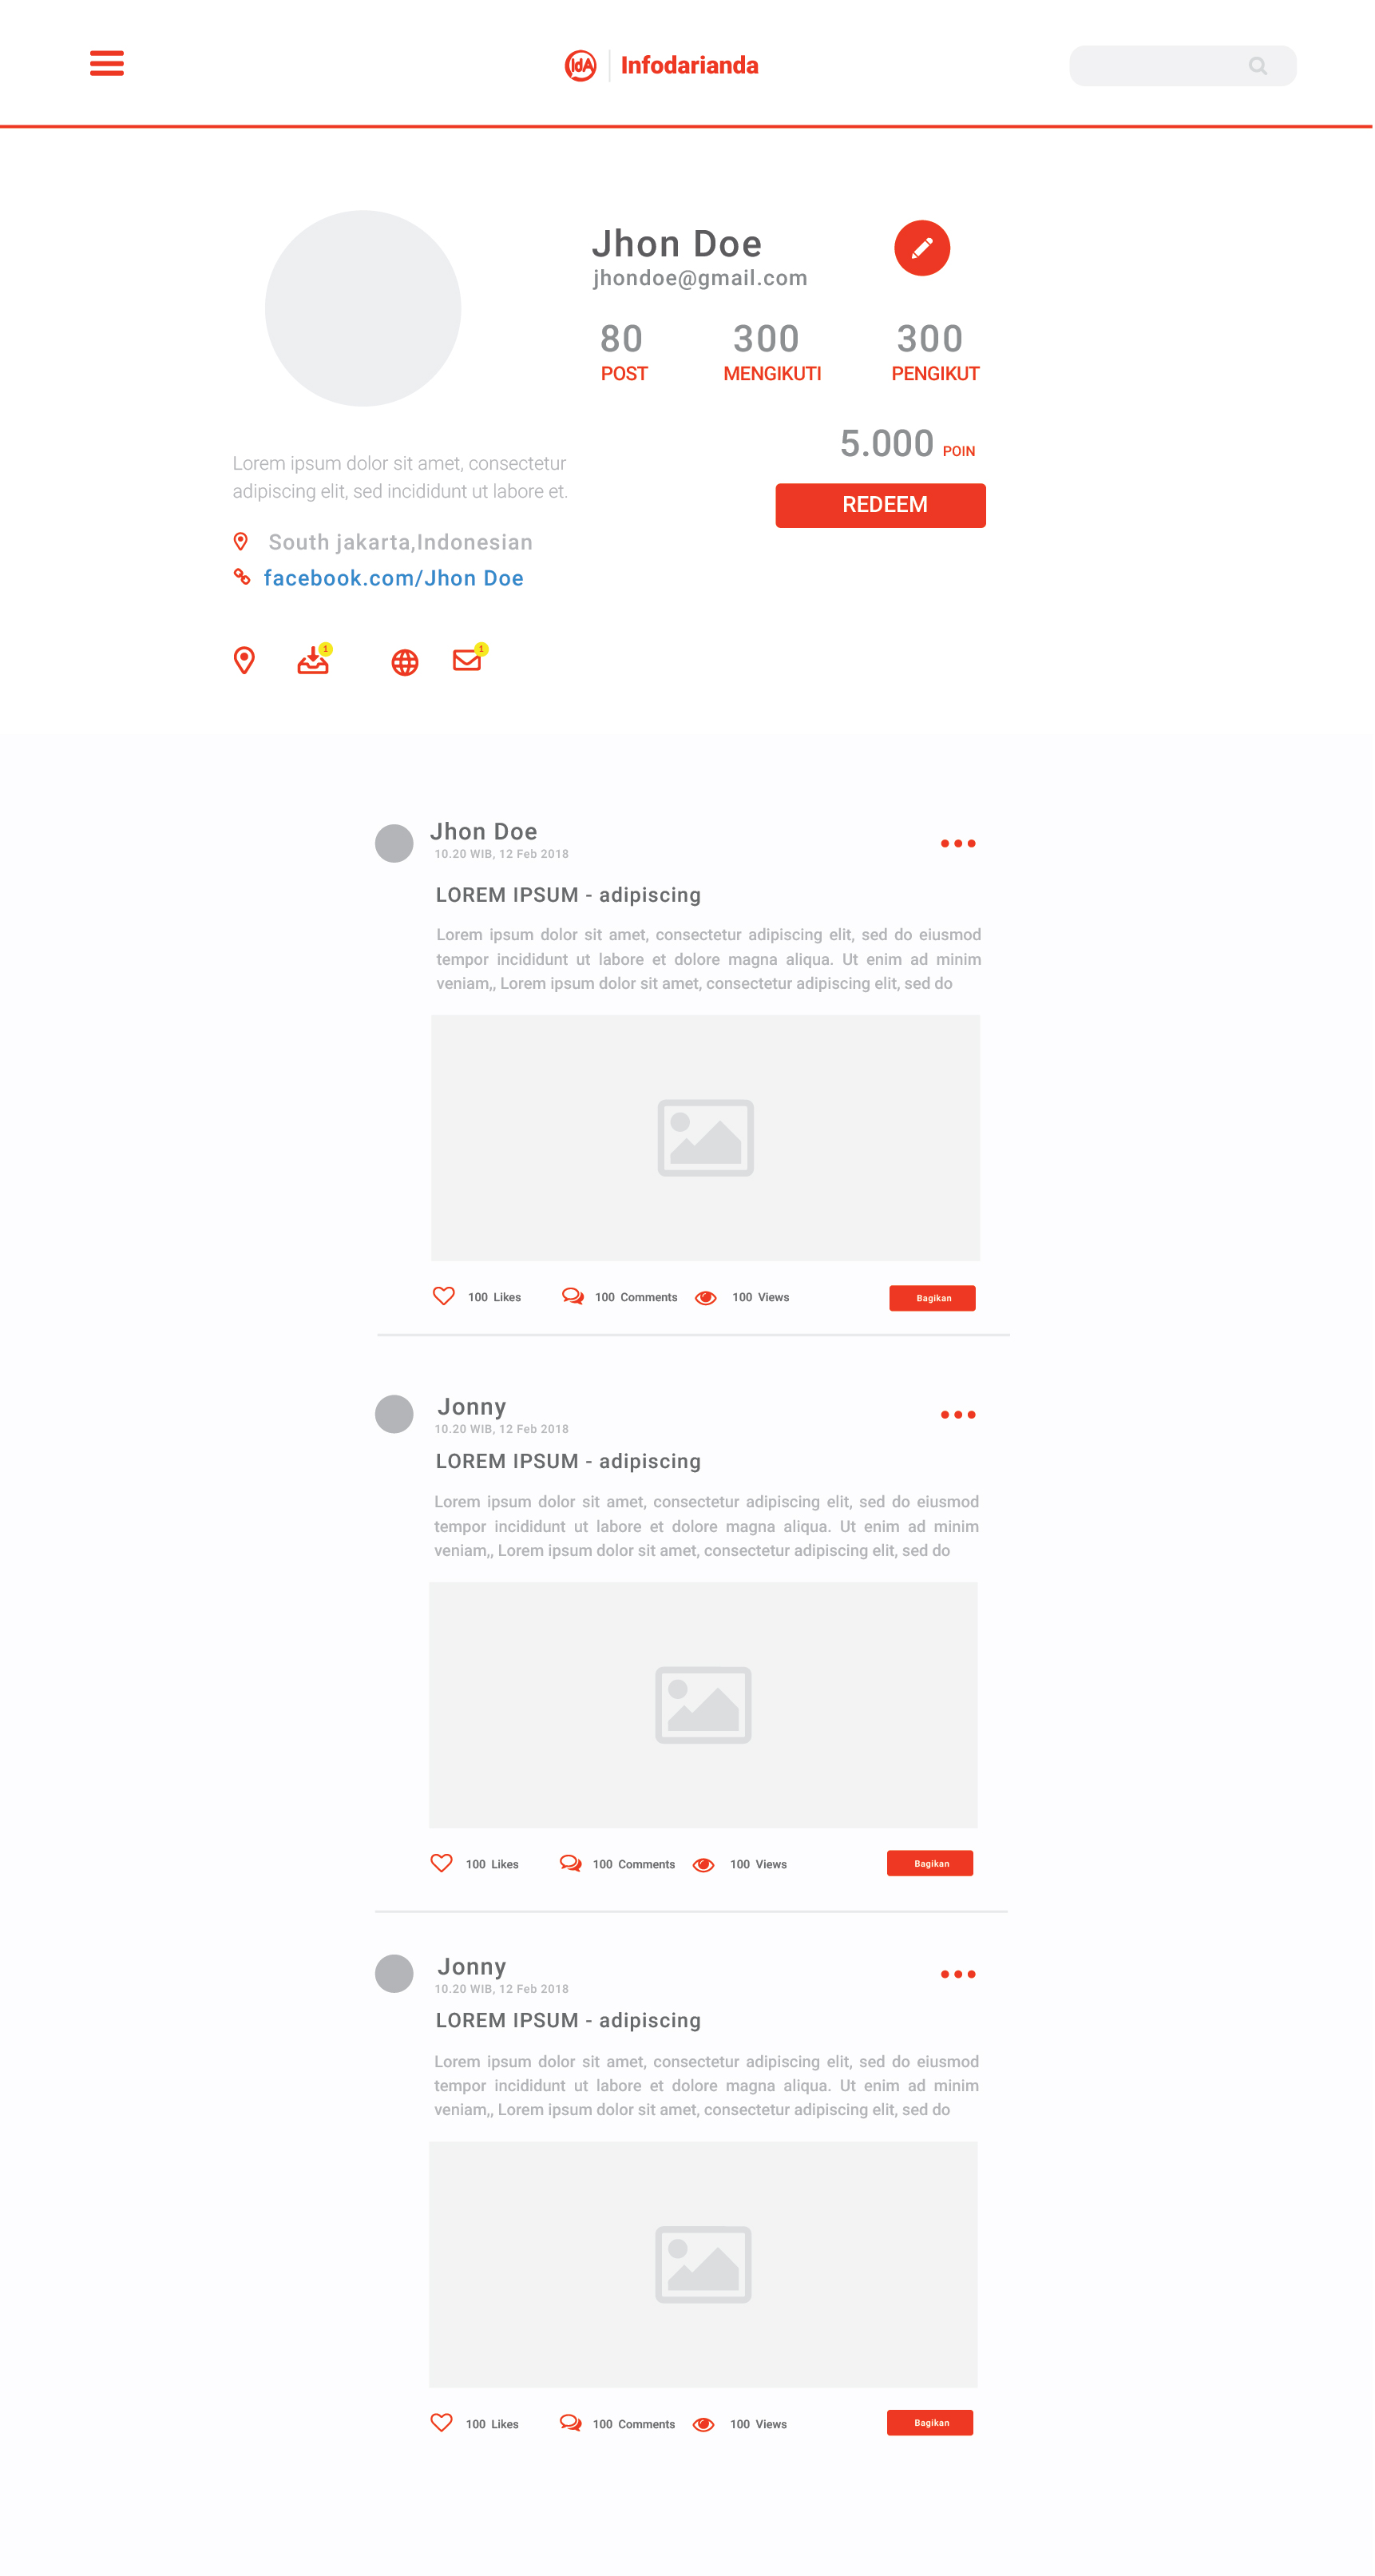 IdA
Infodarianda
Jhon Doe
jhondoe@gmail.com
80
300
300
POST
MENGIKUTI
PENGIKUT
5.000 POIN
REDEEM
Lorem ipsum dolor sit amet, consectetur
adipiscing elit, sed incididunt ut labore et.
South jakarta,Indonesian
facebook.com/Jhon Doe
1
1
Jhon Doe
10.20 WIB, 12 Feb 2018
LOREM IPSUM - adipiscing
Lorem ipsum dolor sit amet, consectetur adipiscing elit, sed do eiusmod
tempor incididunt ut labore et dolore magna aliqua. Ut enim ad minim
veniam,, Lorem ipsum dolor sit amet, consectetur adipiscing elit, sed do
100 Likes
100 Comments
100 Views
Bagikan
Jonny
10.20 WIB, 12 Feb 2018
LOREM IPSUM - adipiscing
Lorem ipsum dolor sit amet, consectetur adipiscing elit, sed do eiusmod
tempor incididunt ut labore et dolore magna aliqua. Ut enim ad minim
veniam,, Lorem ipsum dolor sit amet, consectetur adipiscing elit, sed do
100 Likes
100 Comments
100 Views
Bagikan
Jonny
10.20 WIB, 12 Feb 2018
LOREM IPSUM - adipiscing
Lorem ipsum dolor sit amet, consectetur adipiscing elit, sed do eiusmod
tempor incididunt ut labore et dolore magna aliqua. Ut enim ad minim
veniam,, Lorem ipsum dolor sit amet, consectetur adipiscing elit, sed do
100 Likes
100 Comments
100 Views
Bagikan